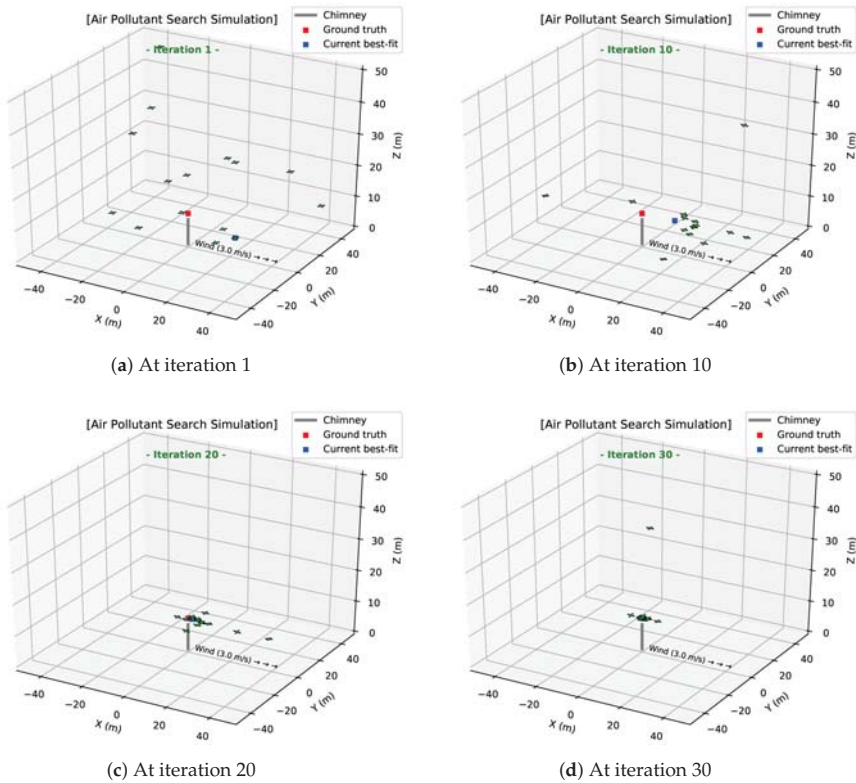 [Air Pollutant Search Simulation]
Chimney
Ground truth
Current best-fit
- Iteration 1 -
50
40
30
20
10
0
Z (m)
Wind (3.0 m/s) → → →
−40
−20
0
20
40
X (m)
−40
−20
0
20
40
Y (m)
(a) At iteration 1
[Air Pollutant Search Simulation]
Chimney
Ground truth
Current best-fit
- Iteration 10 -
50
40
30
20
10
0
Z (m)
Wind (3.0 m/s) → → →
−40
−20
0
20
40
X (m)
−40
−20
0
20
40
Y (m)
(b) At iteration 10
[Air Pollutant Search Simulation]
Chimney
Ground truth
Current best-fit
- Iteration 20 -
50
40
30
20
10
0
Z (m)
Wind (3.0 m/s) → → →
−40
−20
0
20
40
X (m)
−40
−20
0
20
40
Y (m)
(c) At iteration 20
[Air Pollutant Search Simulation]
Chimney
Ground truth
Current best-fit
- Iteration 30 -
50
40
30
20
10
0
Z (m)
Wind (3.0 m/s) → → →
−40
−20
0
20
40
X (m)
−40
−20
0
20
40
Y (m)
(d) At iteration 30